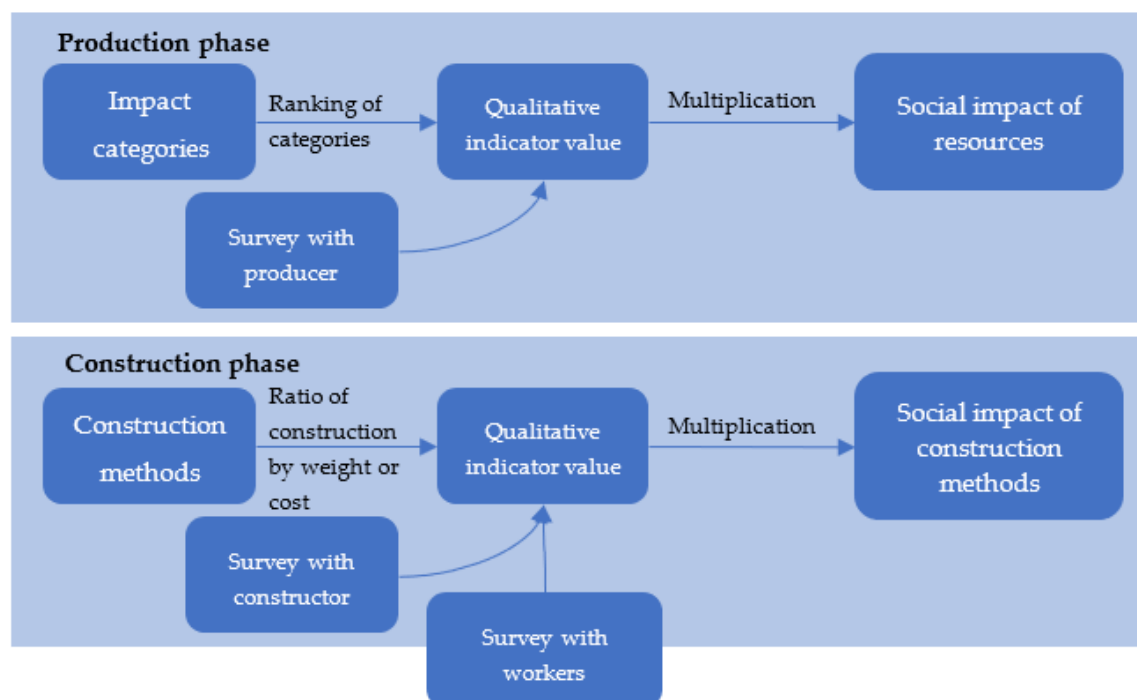 Production phase
Impact
categories
Ranking of
categories
Qualitative
indicator value
Multiplication
Social impact of
resources
Survey with
producer
Construction phase
Construction
methods
Ratio of
construction
by weight or
cost
Qualitative
indicator value
Multiplication
Social impact of
construction
methods
Survey with
constructor
Survey with
workers